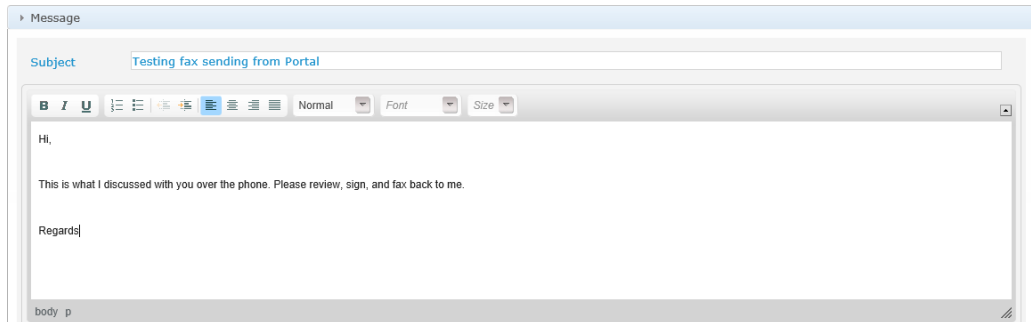 Message
Subject Testing fax sending from Portal
B I U Normal Font Size
Hi,
This is what I discussed with you over the phone. Please review, sign, and fax back to me.
Regards
body p